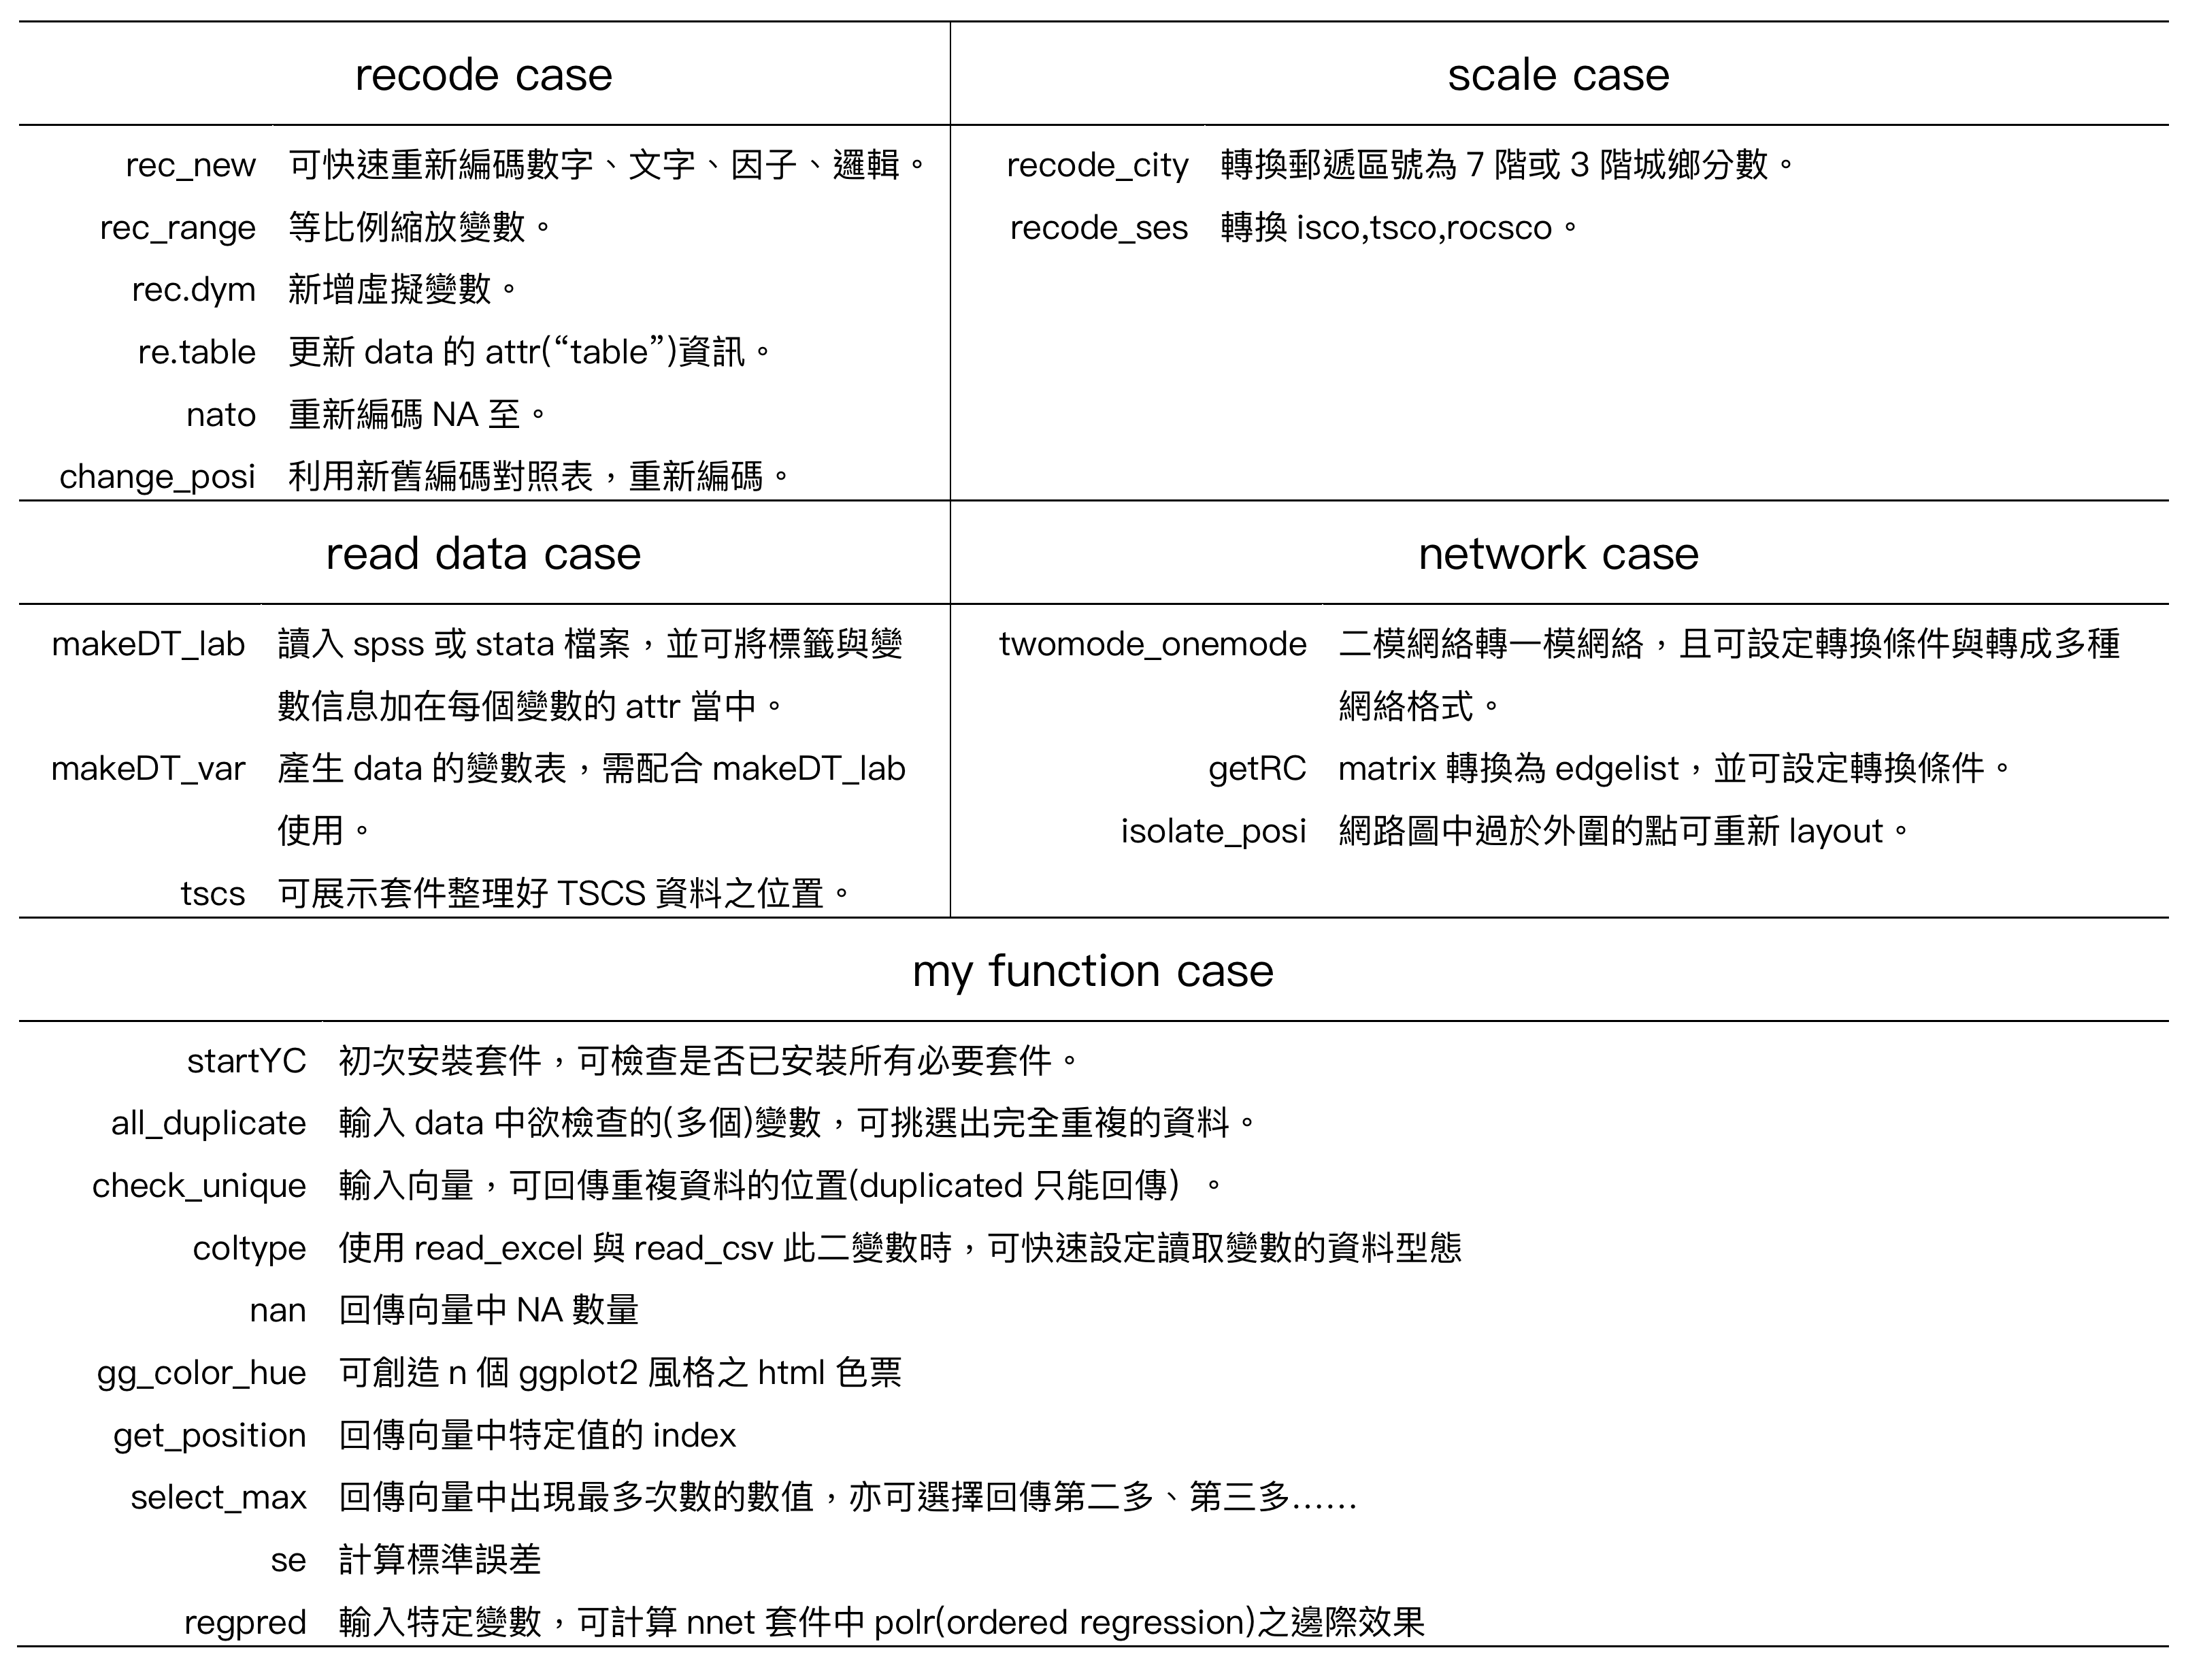 recode case
rec_new 可快速重新編碼數字、文字、因子、邏輯。
rec_range 等比例縮放變數。
rec.dym 新增虛擬變數。
re.table 更新 data 的 attr(“table”)資訊。
nato 重新編碼 NA 至。
change_posi 利用新舊編碼對照表，重新編碼。
scale case
recode_city 轉換郵遞區號為 7 階或 3 階城鄉分數。
recode_ses 轉換 isco,tsco,rocsco。
read data case
makeDT_lab 讀入 spss 或 stata 檔案，並可將標籤與變
數信息加在每個變數的 attr 當中。
makeDT_var 產生 data 的變數表，需配合 makeDT_lab
使用。
tscs 可展示套件整理好 TSCS 資料之位置。
network case
twomode_onemode 二模網絡轉一模網絡，且可設定轉換條件與轉成多種
網絡格式。
getRC matrix 轉換為 edgelist，並可設定轉換條件。
isolate_posi 網路圖中過於外圍的點可重新 layout。
my function case
startYC 初次安裝套件，可檢查是否已安裝所有必要套件。
all_duplicate 輸入 data 中欲檢查的(多個)變數，可挑選出完全重複的資料。
check_unique 輸入向量，可回傳重複資料的位置(duplicated 只能回傳）。
coltype 使用 read_excel 與 read_csv 此二變數時，可快速設定讀取變數的資料型態
nan 回傳向量中 NA 數量
gg_color_hue 可創造 n 個 ggplot2 風格之 html 色票
get_position 回傳向量中特定值的 index
select_max 回傳向量中出現最多次數的數值，亦可選擇回傳第二多、第三多……
se 計算標準誤差
regpred 輸入特定變數，可計算 nnet 套件中 polr(ordered regression)之邊際效果